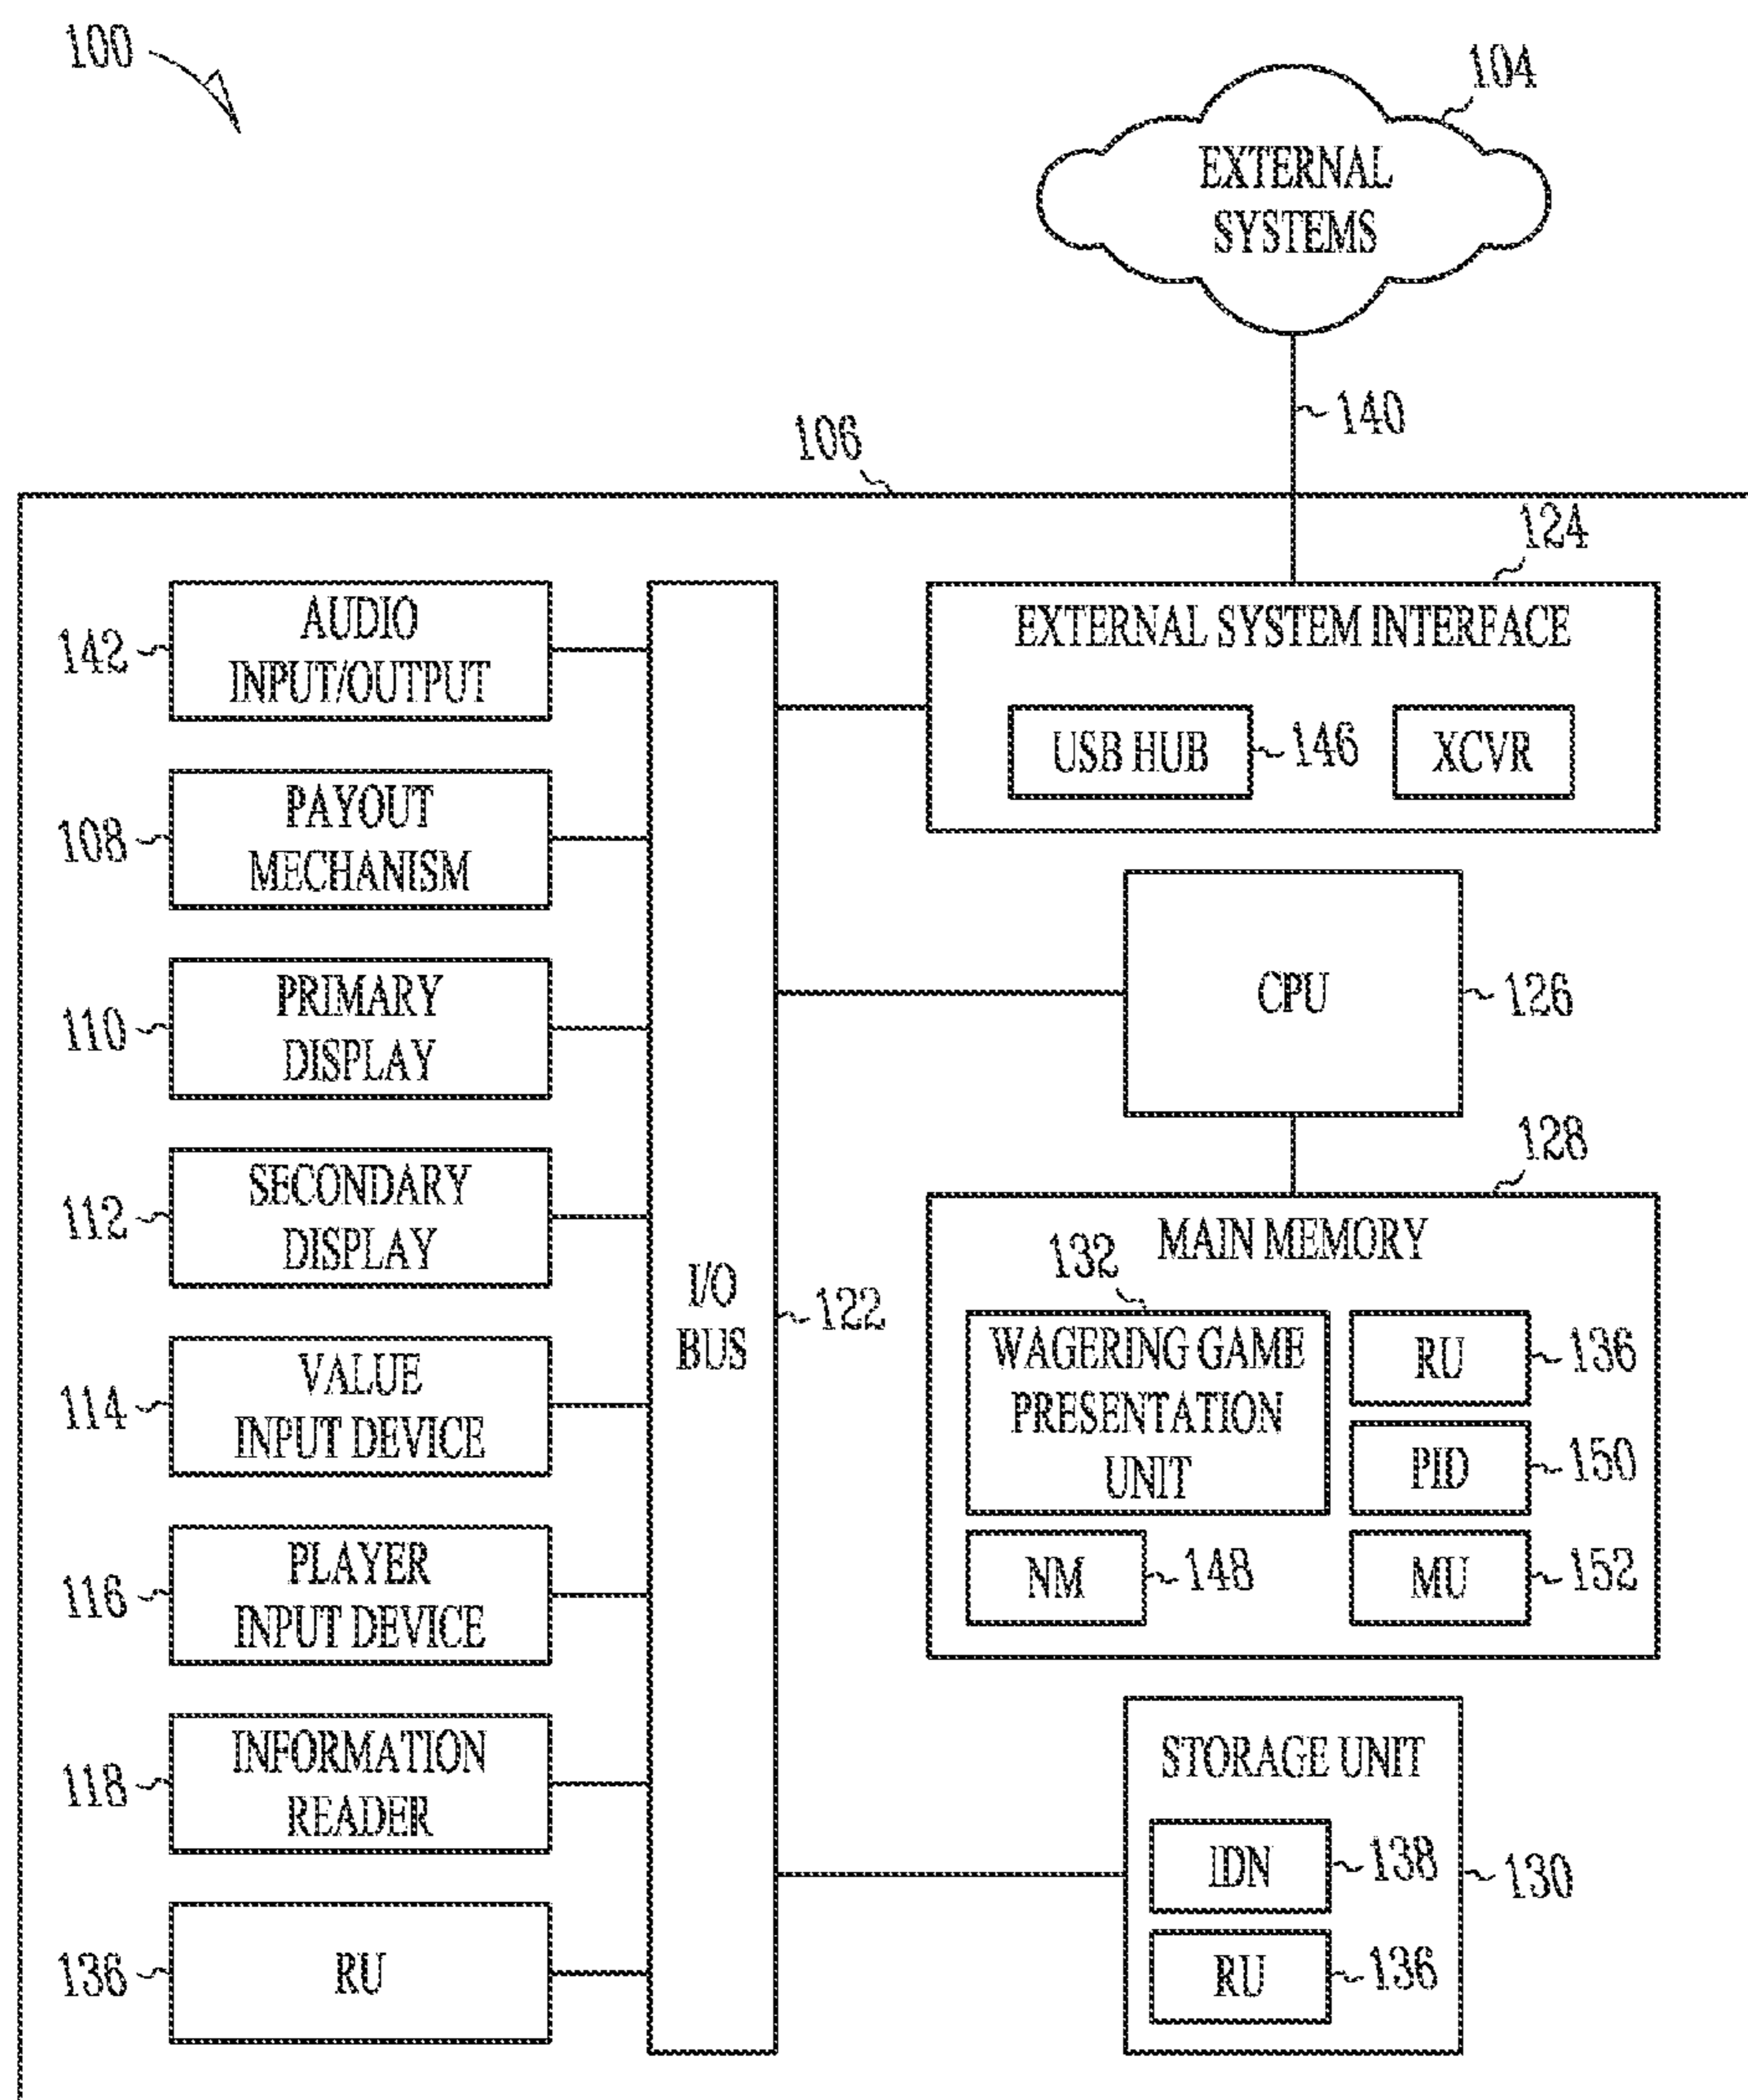 100
104
EXTERNAL
SYSTEMS
140
106
124
EXTERNAL SYSTEM INTERFACE
USB HUB
146
XCVR
142
AUDIO
INPUT/OUTPUT
108
PAYOUT
MECHANISM
110
PRIMARY
DISPLAY
112
SECONDARY
DISPLAY
114
VALUE
INPUT DEVICE
116
PLAYER
INPUT DEVICE
118
INFORMATION
READER
136
RU
I/O
BUS
122
CPU
126
128
MAIN MEMORY
132
WAGERING GAME
PRESENTATION
UNIT
RU
136
PID
150
NM
148
MU
152
STORAGE UNIT
IDN
138
RU
136
130